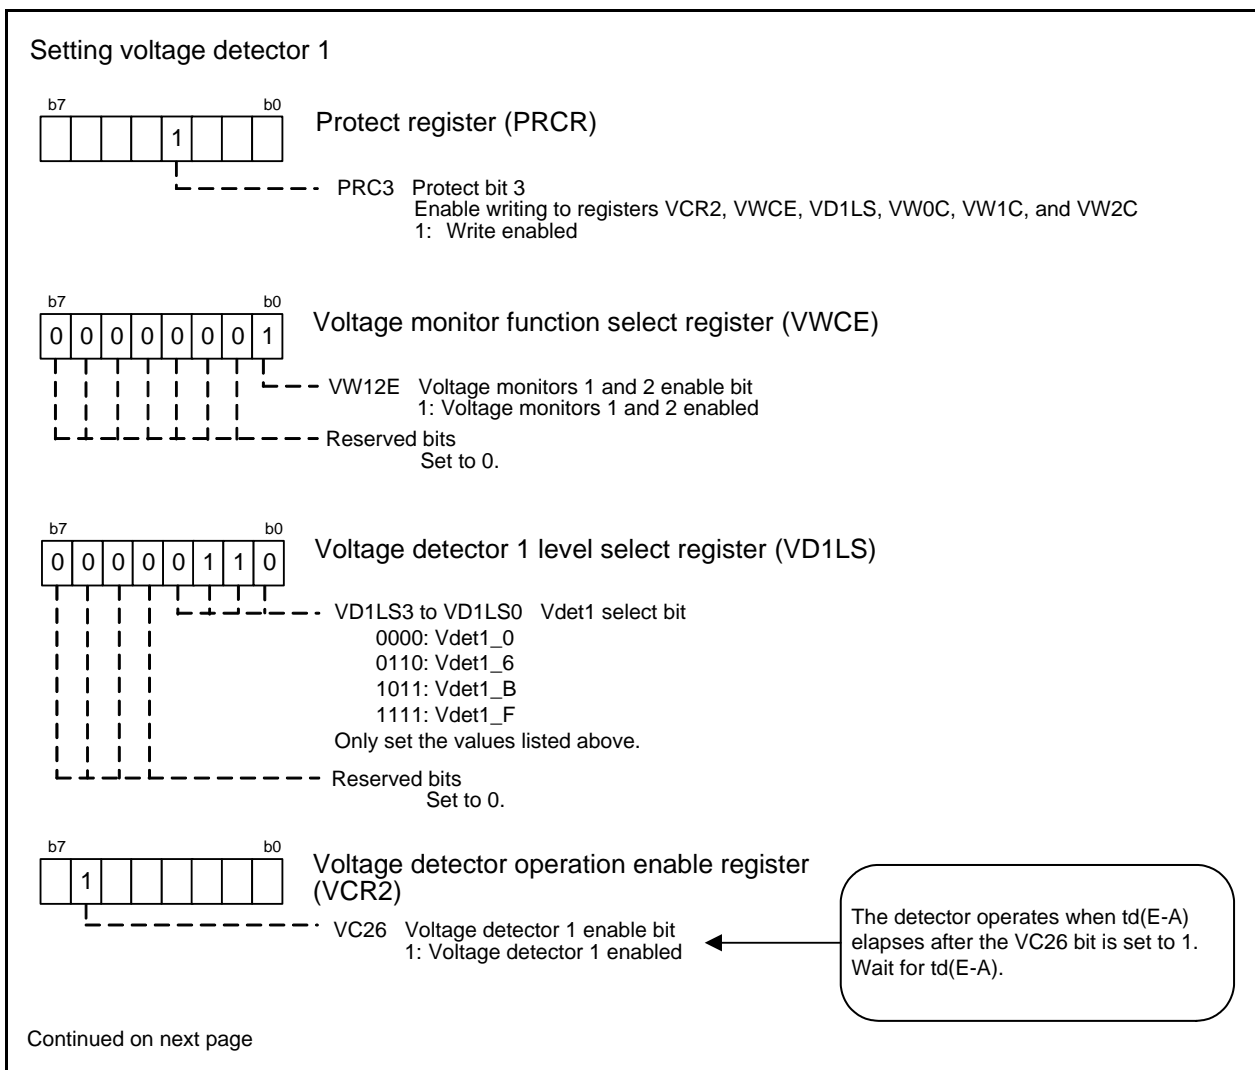 Setting voltage detector 1
b7 b0
1
Protect register (PRCR)
PRC3 Protect bit 3
Enable writing to registers VCR2, VWCE, VD1LS, VW0C, VW1C, and VW2C
1: Write enabled
b7 b0
0 0 0 0 0 0 0 1
Voltage monitor function select register (VWCE)
VW12E Voltage monitors 1 and 2 enable bit
1: Voltage monitors 1 and 2 enabled
Reserved bits
Set to 0.
b7 b0
0 0 0 0 0 1 1 0
Voltage detector 1 level select register (VD1LS)
VD1LS3 to VD1LS0 Vdet1 select bit
0000: Vdet1_0
0110: Vdet1_6
1011: Vdet1_B
1111: Vdet1_F
Only set the values listed above.
Reserved bits
Set to 0.
b7 b0
1
Voltage detector operation enable register
(VCR2)
VC26 Voltage detector 1 enable bit
1: Voltage detector 1 enabled
The detector operates when td(E-A)
elapses after the VC26 bit is set to 1.
Wait for td(E-A).
Continued on next page